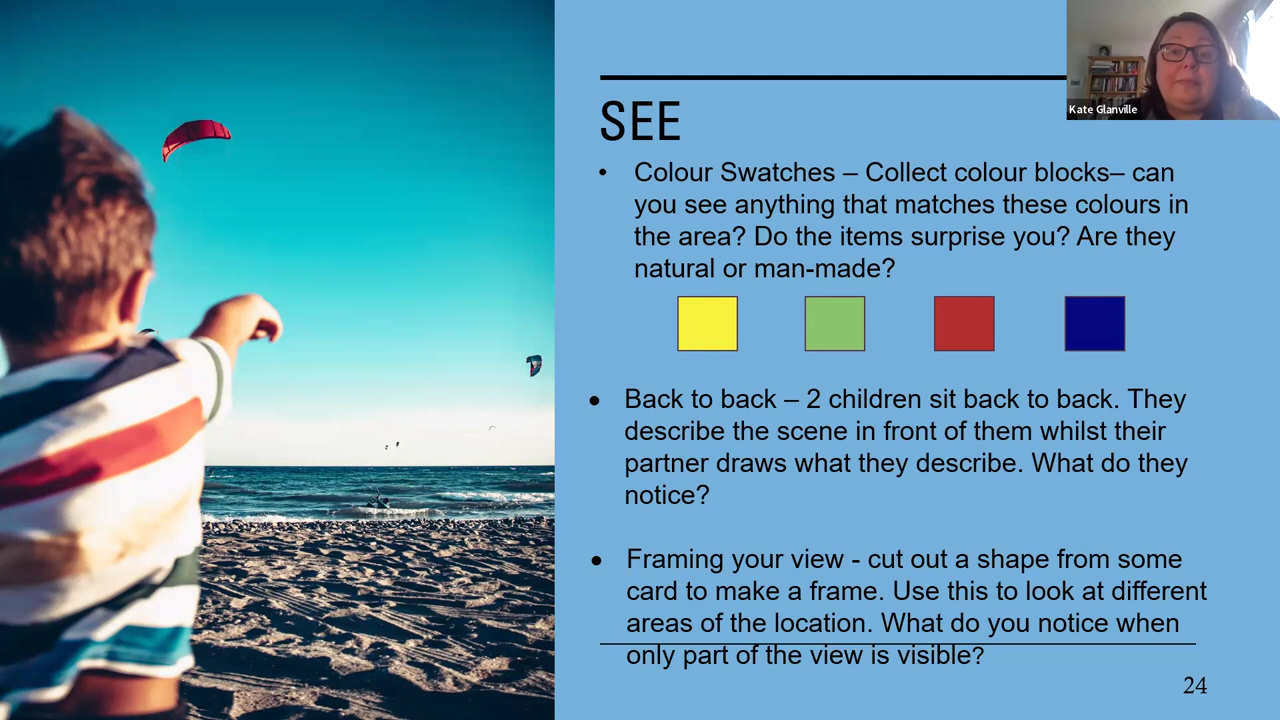 Kate Glanville
SEE
• Colour Swatches – Collect colour blocks– can
you see anything that matches these colours in
the area? Do the items surprise you? Are they
natural or man-made?
• Back to back – 2 children sit back to back. They
describe the scene in front of them whilst their
partner draws what they describe. What do they
notice?
• Framing your view - cut out a shape from some
card to make a frame. Use this to look at different
areas of the location. What do you notice when
only part of the view is visible?
24